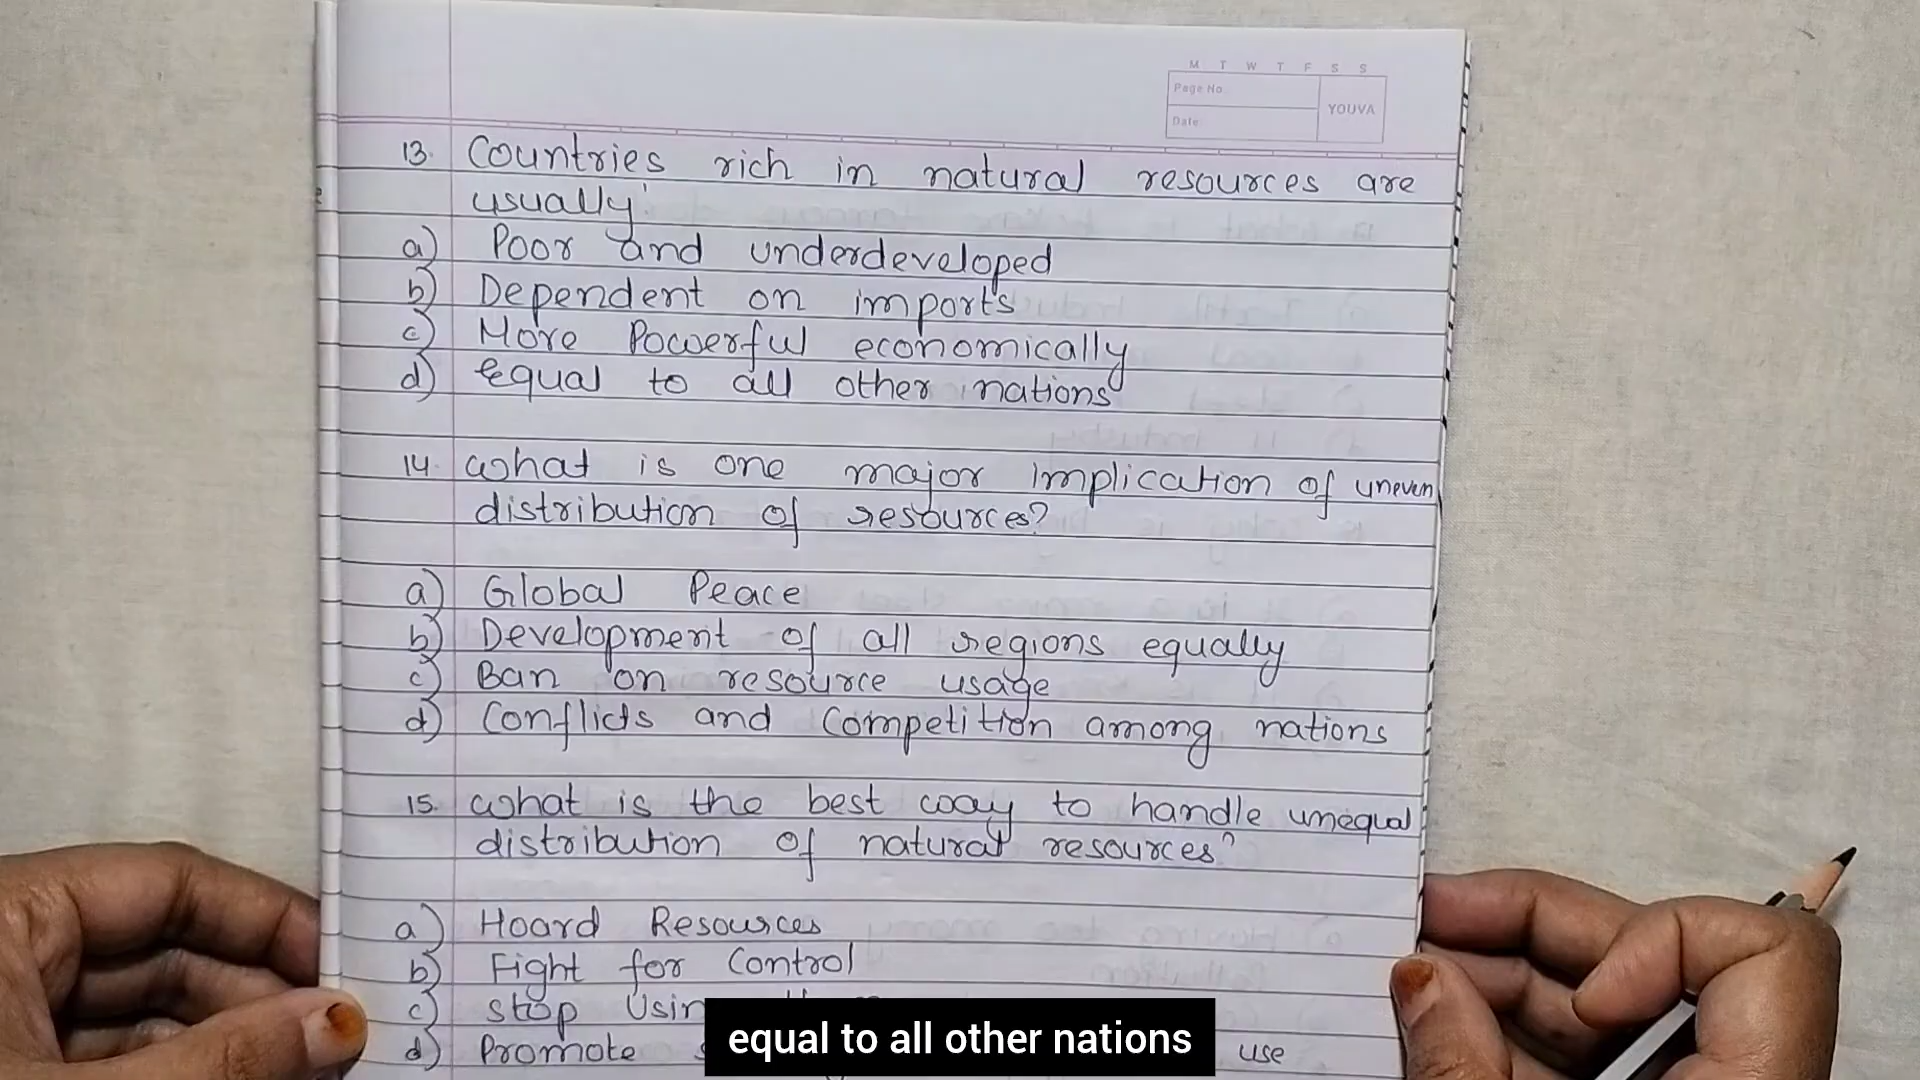 M T W T F S S
Page No.
YOUVA
Date
13. Countries rich in natural resources are
usually:
a) Poor and underdeveloped
b) Dependent on imports
c) More Powerful economically
d) Equal to all other nations
14. what is one major implication of uneven
distribution of resources?
a) Global Peace
b) Development of all regions equally
c) Ban on resource usage
d) Conflicts and Competition among nations
15. what is the best way to handle unequal
distribution of natural resources?
a) Hoard Resources
b) Fight for Control
c) Stop
d) Promote use
equal to all other nations